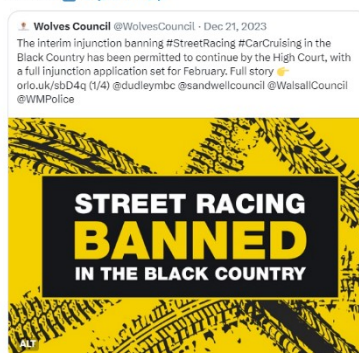 Wolves Council @WolvesCouncil · Dec 21, 2023
The interim injunction banning #StreetRacing #CarCruising in the
Black Country has been permitted to continue by the High Court, with
a full injunction application set for February. Full story 👉
orlo.uk/sbD4q (1/4) @dudleymbc @sandwellcouncil @WalsallCouncil
@WMPolice
STREET RACING
BANNED
IN THE BLACK COUNTRY
ALT